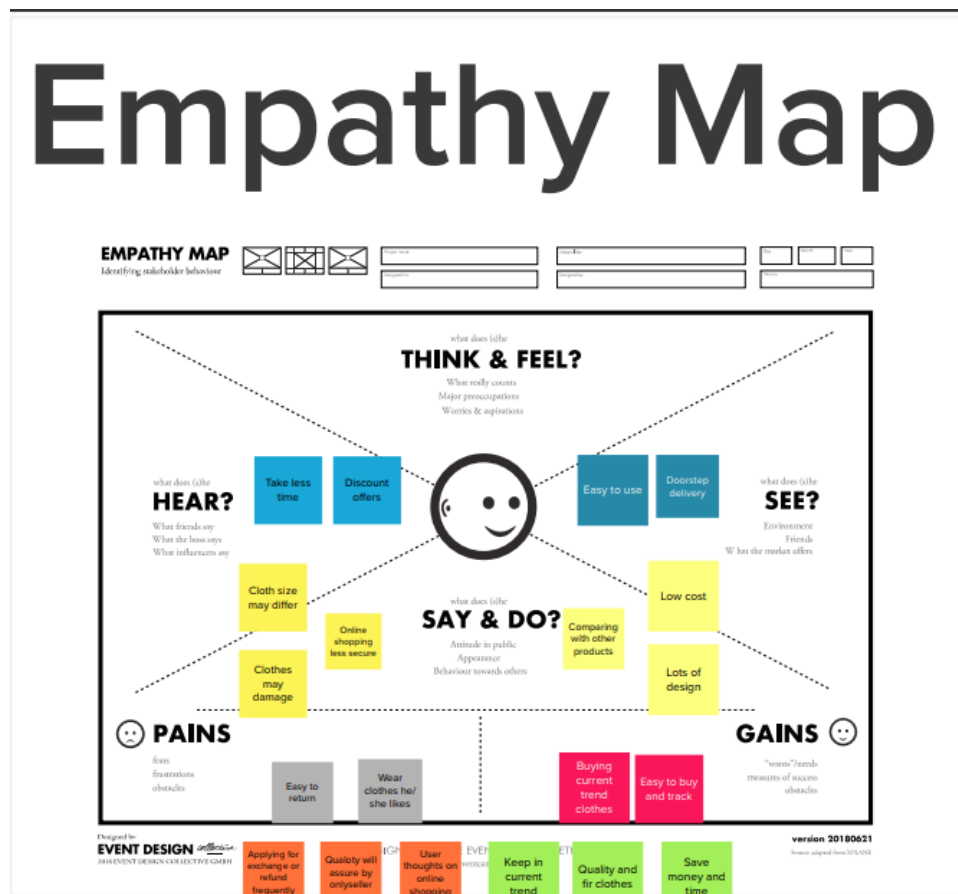 Empathy Map
EMPATHY MAP
Identifying stakeholder behaviour
what does (s)he
THINK & FEEL?
What really counts
Major preoccupations
Worries & aspirations
what does (s)he
HEAR?
What friends say
What the boss says
What influencers say
Take less
time
Discount
offers
Easy to use
Doorstep
delivery
what does (s)he
SEE?
Environment
Friends
W hat the market offers
Cloth size
may differ
Online
shopping
less secure
Clothes
may
damage
what does (s)he
SAY & DO?
Attitude in public
Appearance
Behaviour towards others
Comparing
with other
products
Low cost
Lots of
design
PAINS
fears
frustrations
obstacles
Easy to
return
Wear
clothes he/
she likes
Buying
current
trend
clothes
Easy to buy
and track
GAINS
"wants"/needs
measures of success
obstacles
Designed by
EVENT DESIGN collective
2018 EVENT DESIGN COLLECTIVE GMBH
version 20180621
Source: adapted from XPLANE
Applying for
exchange or
refund
frequently
Qualoty will
assure by
onlyseller
User
thoughts on
online
shopping
Keep in
current
trend
Quality and
fir clothes
Save
money and
time